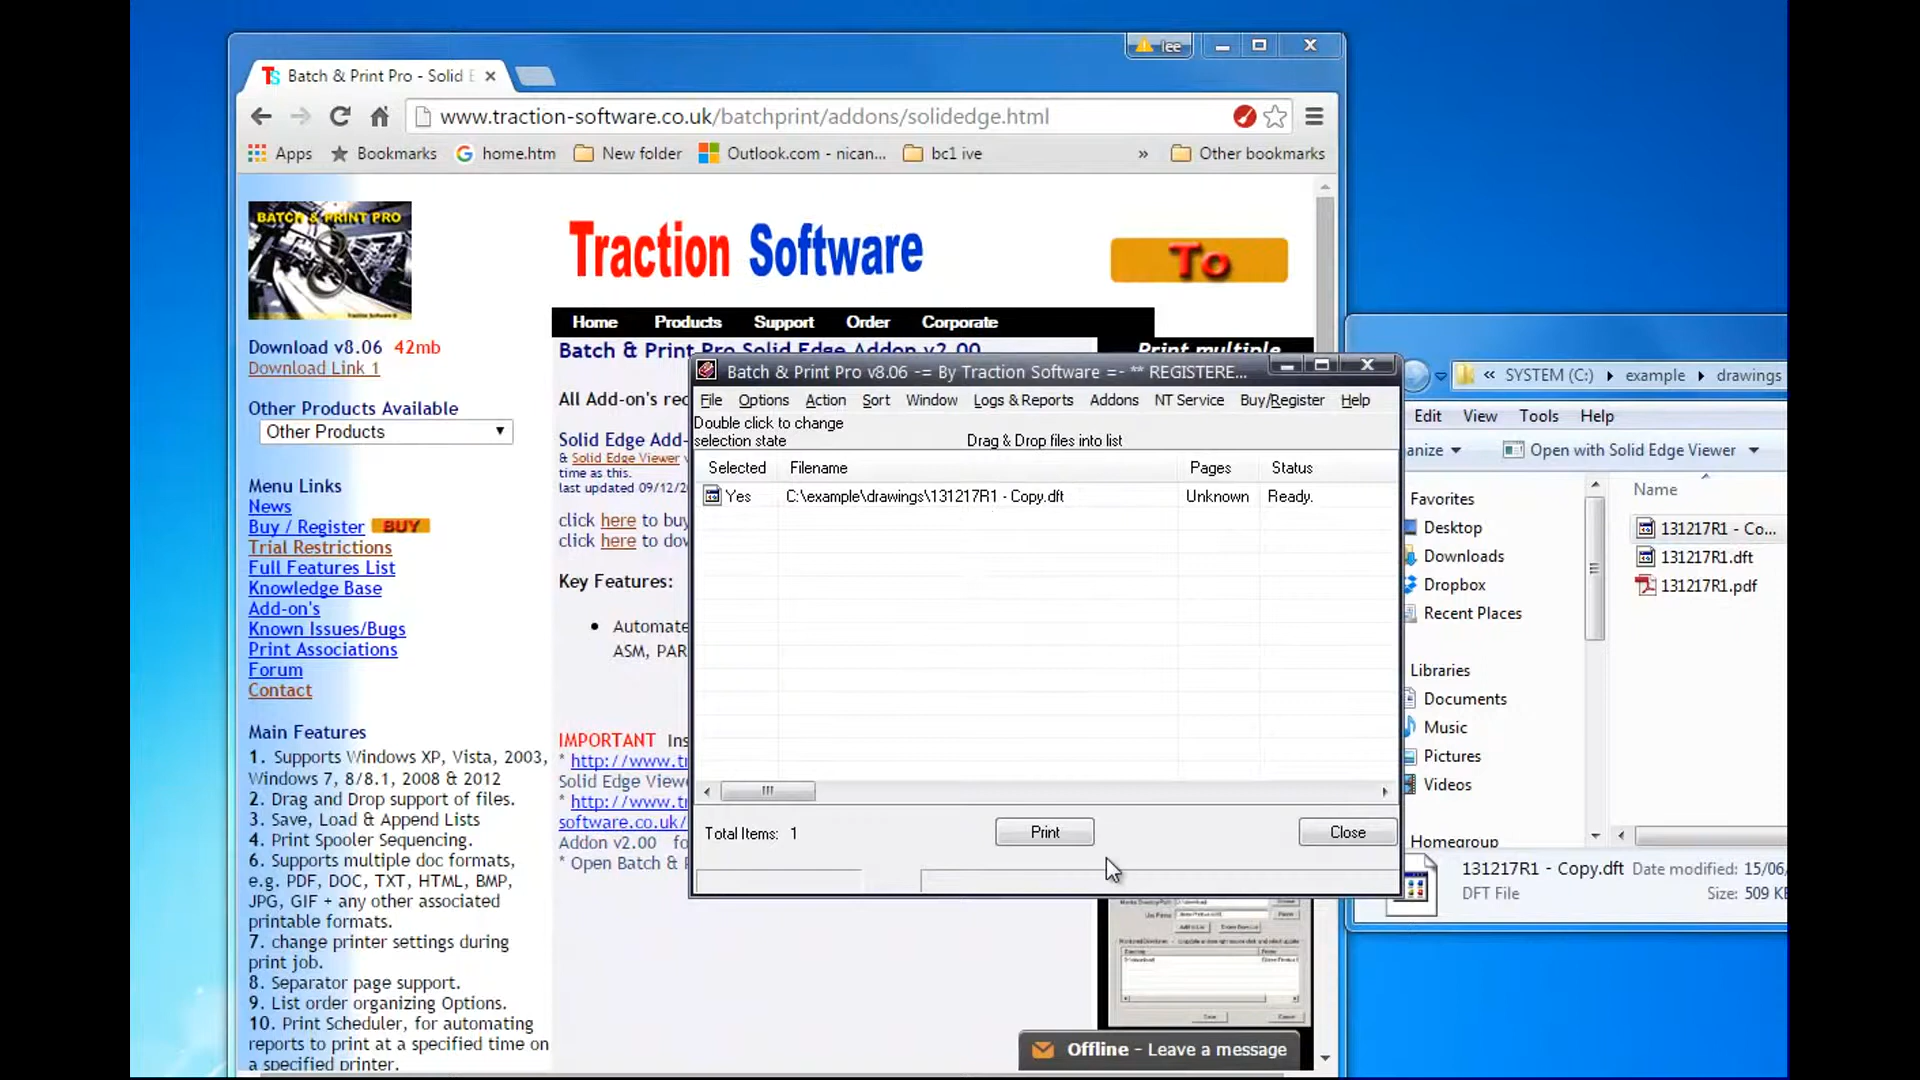 lee
Batch & Print Pro - Solid E
www.traction-software.co.uk/batchprint/addons/solidedge.html
Apps
Bookmarks
home.htm
New folder
Outlook.com - nican...
bc1 ive
»
Other bookmarks
BATCH & PRINT PRO
Download v8.06 42mb
Download Link 1
Other Products Available
Other Products
Menu Links
News
Buy / Register BUY
Trial Restrictions
Full Features List
Knowledge Base
Add-on's
Known Issues/Bugs
Print Associations
Forum
Contact
Main Features
1. Supports Windows XP, Vista, 2003,
Windows 7, 8/8.1, 2008 & 2012
2. Drag and Drop support of files.
3. Save, Load & Append Lists
4. Print Spooler Sequencing.
6. Supports multiple doc formats,
e.g. PDF, DOC, TXT, HTML, BMP,
JPG, GIF + any other associated
printable formats.
7. change printer settings during
print job.
8. Separator page support.
9. List order organizing Options.
10. Print Scheduler, for automating
reports to print at a specified time on
a specified printer.
Traction Software
To
Home Products Support Order Corporate
Batch & Print Pro Solid Edge Addon v2.00
Print multiple
All Add-on's rec
Solid Edge Add-
& Solid Edge Viewer
time as this.
last updated 09/12/2
click here to buy
click here to dov
Key Features:
Automate
ASM, PAR
IMPORTANT Ins
* http://www.tr
Solid Edge View
* http://www.t
software.co.uk/
Addon v2.00 fo
* Open Batch & P
Batch & Print Pro v8.06 -= By Traction Software =- ** REGISTERE...
File Options Action Sort Window Logs & Reports Addons NT Service Buy/Register Help
Double click to change
selection state
Drag & Drop files into list
Selected Filename Pages Status
Yes C:\example\drawings\131217R1 - Copy.dft Unknown Ready.
Total Items: 1
Print
Close
Offline - Leave a message
« SYSTEM (C:) example drawings
Edit View Tools Help
anize
Open with Solid Edge Viewer
Favorites
Desktop
Downloads
Dropbox
Recent Places
Libraries
Documents
Music
Pictures
Videos
Homegroup
Name
131217R1 - Co...
131217R1.dft
131217R1.pdf
131217R1 - Copy.dft Date modified: 15/06/
DFT File Size: 509 KB